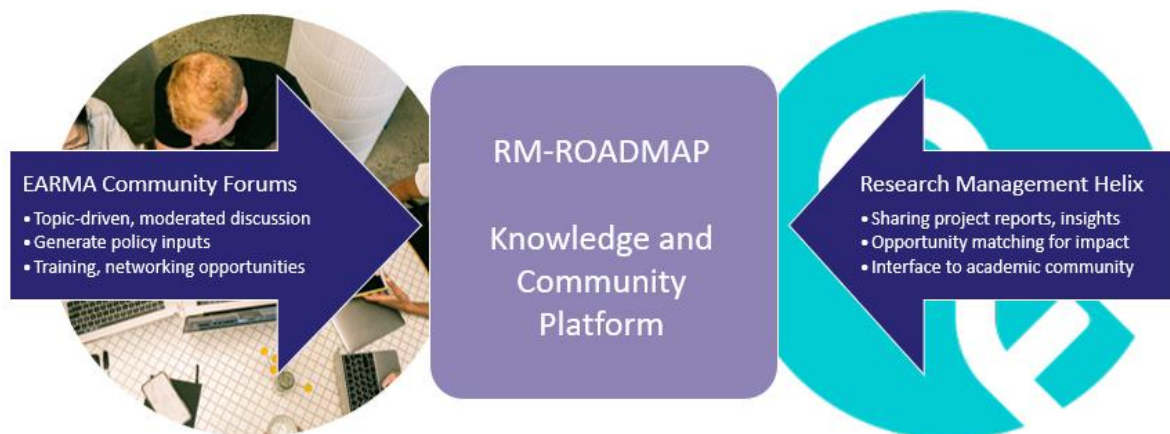 EARMA Community Forums
• Topic-driven, moderated discussion
• Generate policy inputs
• Training, networking opportunities
RM-ROADMAP
Knowledge and
Community
Platform
Research Management Helix
• Sharing project reports, insights
• Opportunity matching for impact
• Interface to academic community